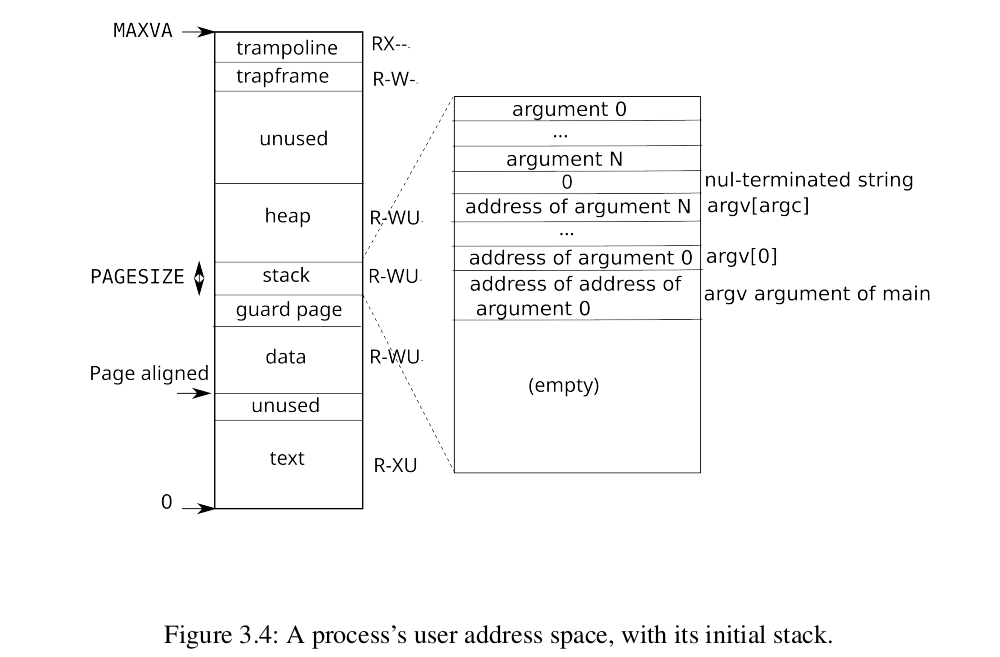 MAXVA
trampoline RX--
trapframe R-W-
unused
heap R-WU
PAGESIZE stack R-WU
guard page
data R-WU
Page aligned
unused
text R-XU
0
argument 0
...
argument N
0 nul-terminated string
address of argument N argv[argc]
...
address of argument 0 argv[0]
address of address of
argument 0 argv argument of main
(empty)
Figure 3.4: A process's user address space, with its initial stack.